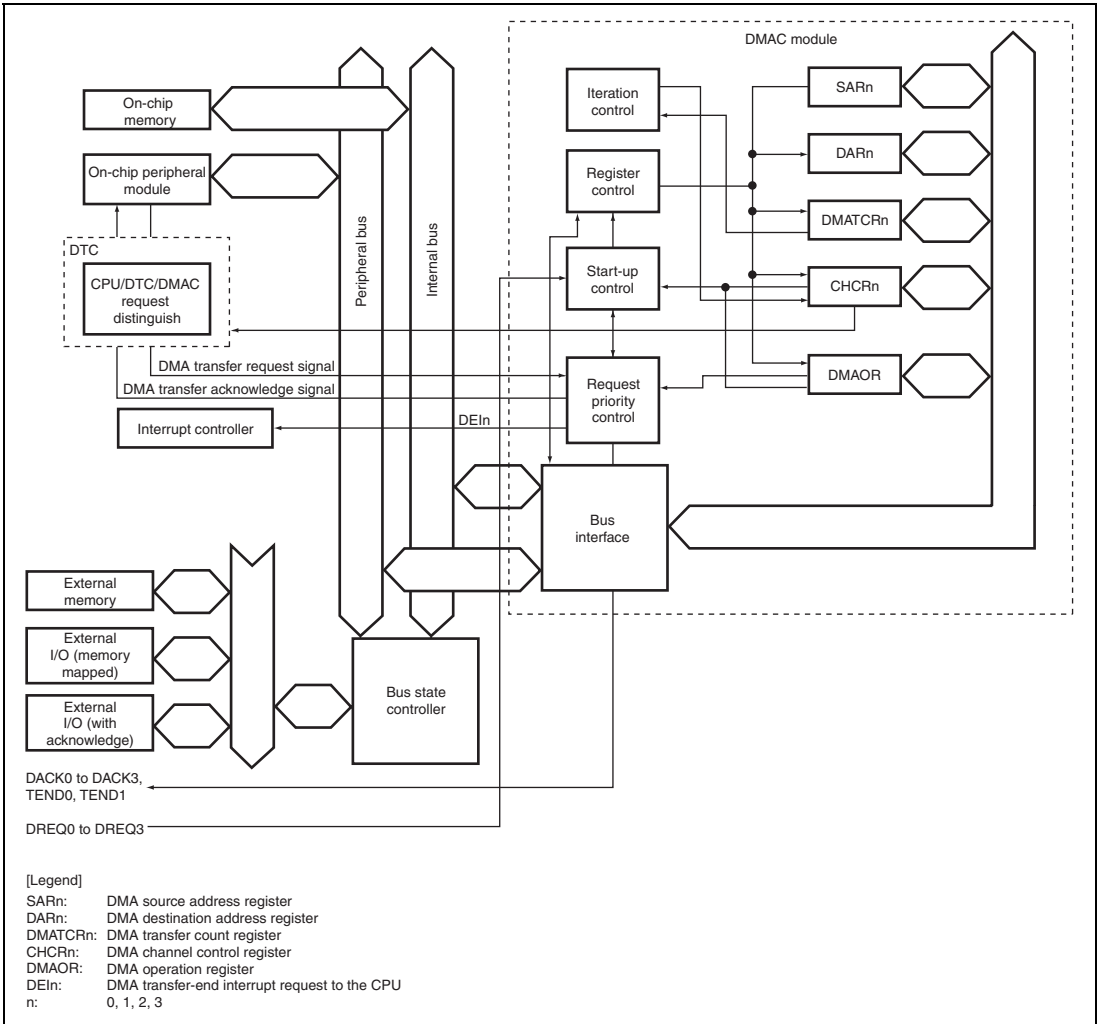 DMAC module
On-chip
memory
On-chip peripheral
module
DTC
CPU/DTC/DMAC
request
distinguish
Peripheral bus
Internal bus
Iteration
control
Register
control
Start-up
control
Request
priority
control
SARn
DARn
DMATCRn
CHCRn
DMAOR
DMA transfer request signal
DMA transfer acknowledge signal
Interrupt controller
DEIn
Bus
interface
External
memory
External
I/O (memory
mapped)
External
I/O (with
acknowledge)
Bus state
controller
DACK0 to DACK3,
TEND0, TEND1
DREQ0 to DREQ3
[Legend]
SARn: DMA source address register
DARn: DMA destination address register
DMATCRn: DMA transfer count register
CHCRn: DMA channel control register
DMAOR: DMA operation register
DEIn: DMA transfer-end interrupt request to the CPU
n: 0, 1, 2, 3